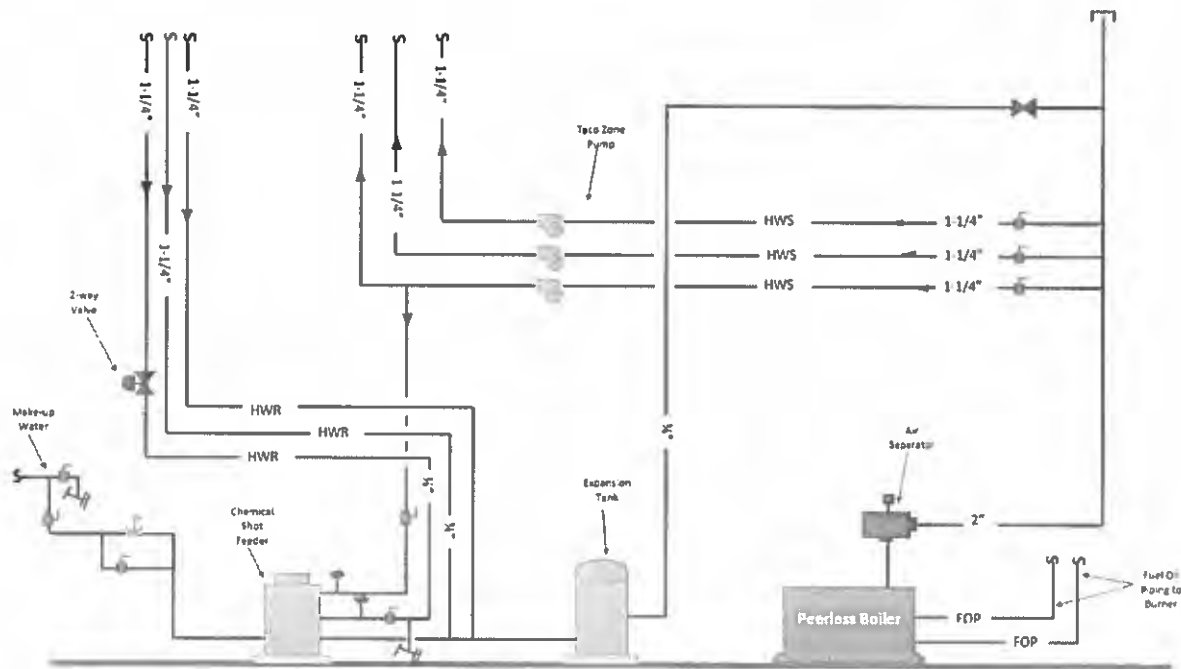 S S S S S S
1-1/4" 1-1/4" 1-1/4" 1-1/4"
Taco Zone
Pump
1-1/4"
HWS 1-1/4"
HWS 1-1/4"
HWS 1-1/4"
1-1/4"
2-way
Valve
HWR
HWR
HWR
Make-up
Water
S
Chemical
Shot
Feeder
Expansion
Tank
Air
Separator
2"
S S
Fuel Oil
Piping to
Burner
Peerless Boiler
FOP
FOP